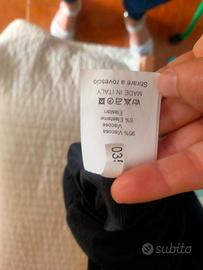 03
95% Viscosa
Viscose
5% Elastane
Elastan
MADE IN ITALY
Stirare a rovescio
subito